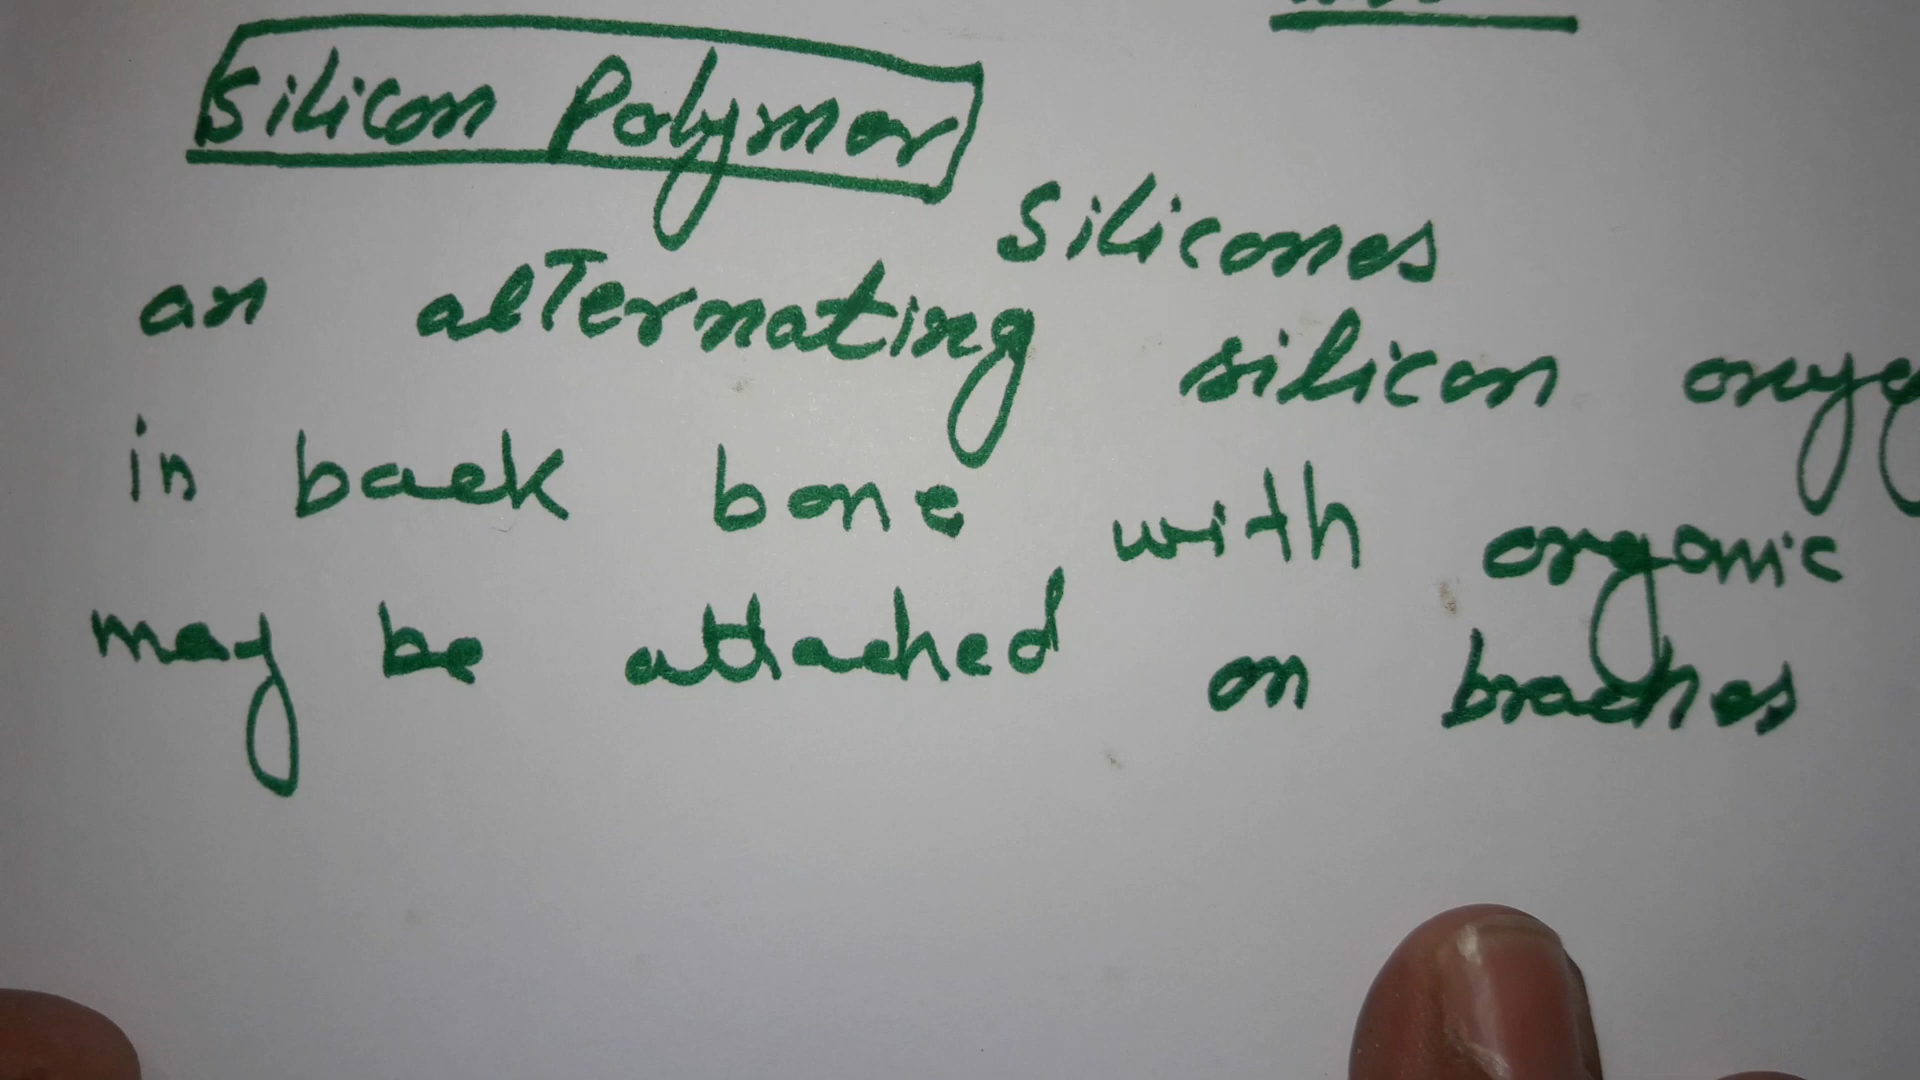 Silicon Polymer
Silicones
an alternating silicon oxyg
in back bone with organic
may be attached on braches